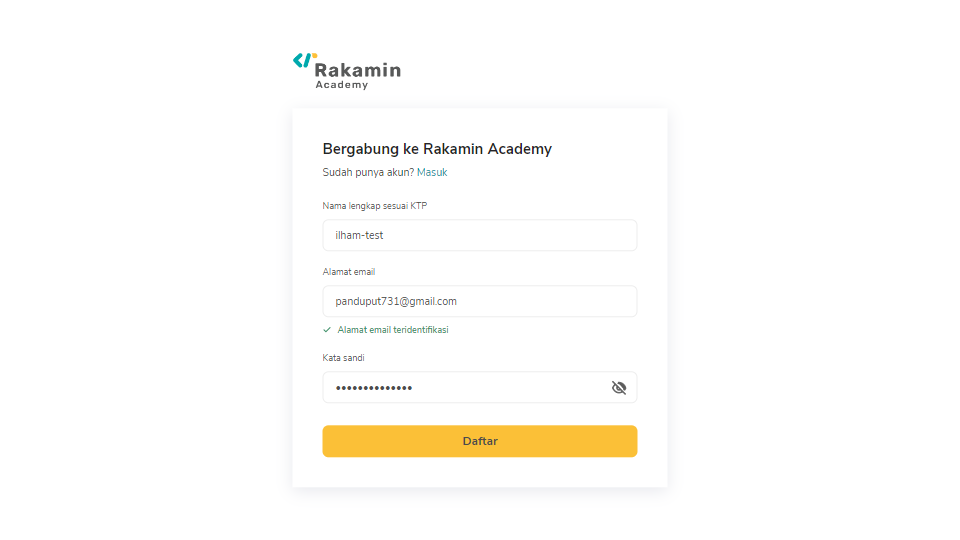 Rakamin
Academy
Bergabung ke Rakamin Academy
Sudah punya akun? Masuk
Nama lengkap sesuai KTP
ilham-test
Alamat email
panduput731@gmail.com
Alamat email teridentifikasi
Kata sandi
••••••••••••••
Daftar